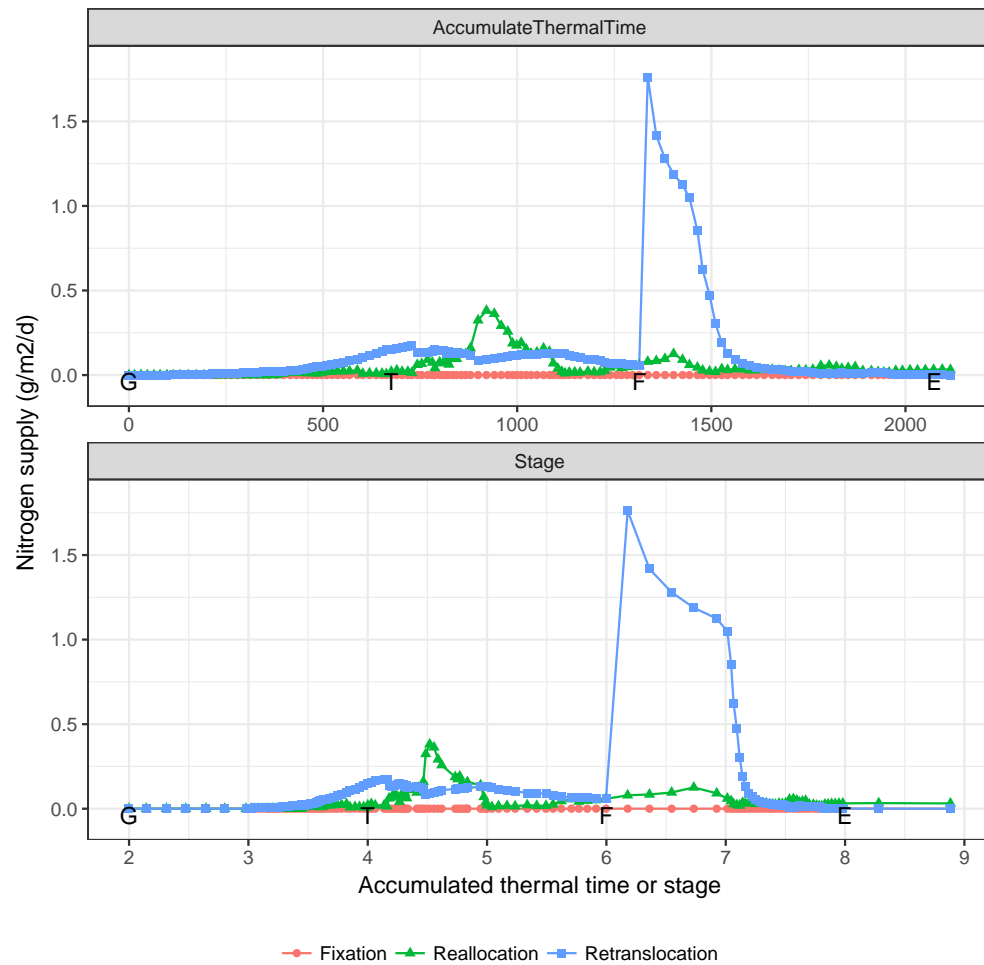 AccumulateThermalTime
1.5
1.0
0.5
0.0
G T F E
0 500 1000 1500 2000
Stage
1.5
1.0
0.5
0.0
G T F E
2 3 4 5 6 7 8 9
Nitrogen supply (g/m2/d)
Accumulated thermal time or stage
Fixation Reallocation Retranslocation